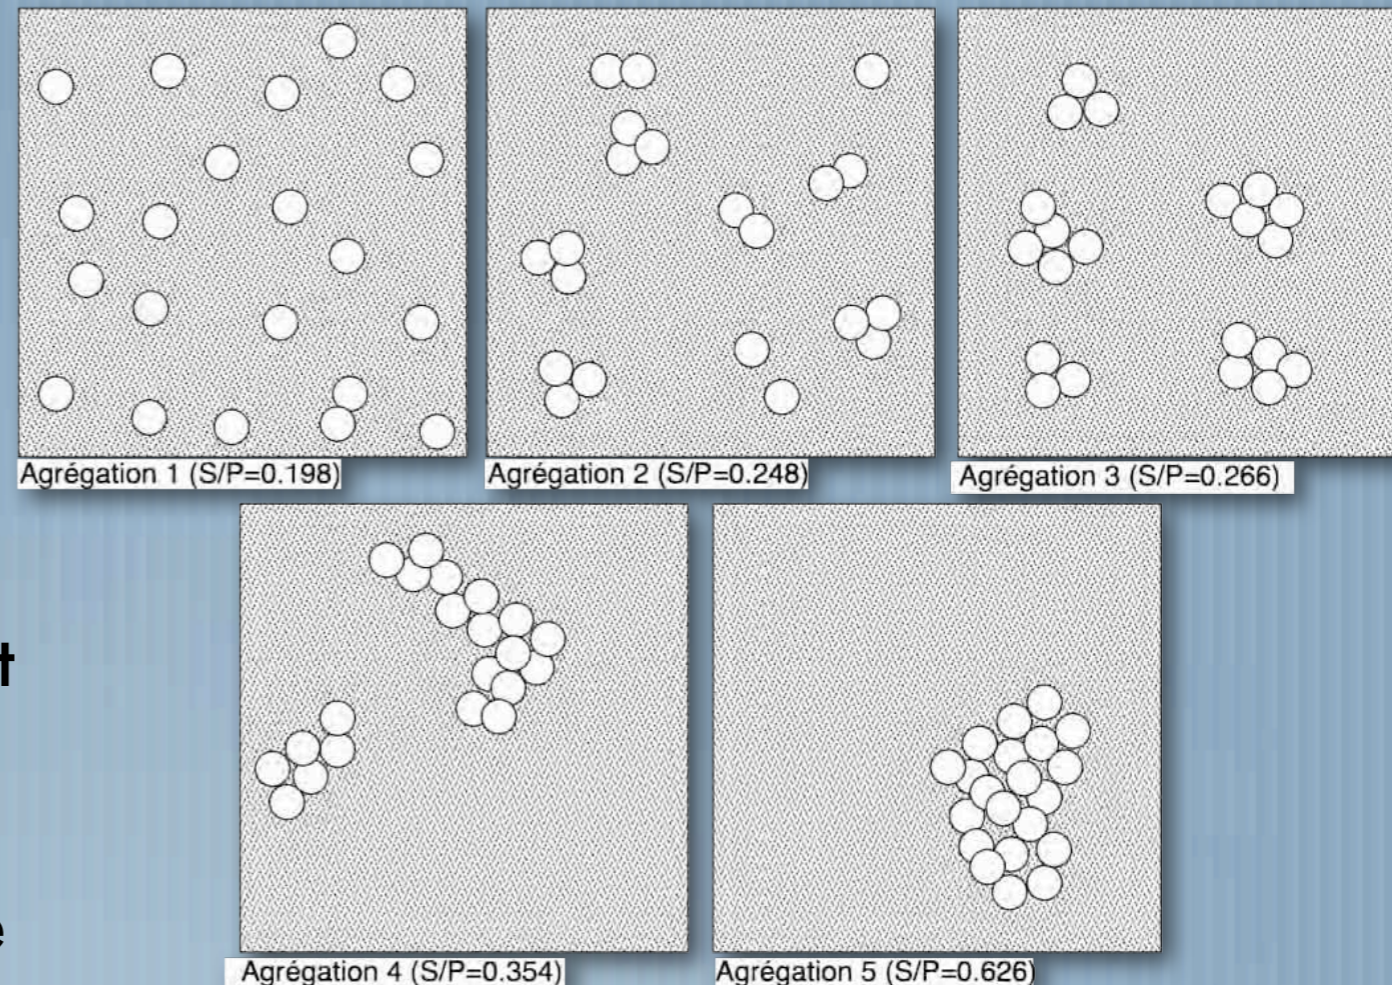 Agrégation 1 (S/P=0.198)
Agrégation 2 (S/P=0.248)
Agrégation 3 (S/P=0.266)
t
e
Agrégation 4 (S/P=0.354)
Agrégation 5 (S/P=0.626)